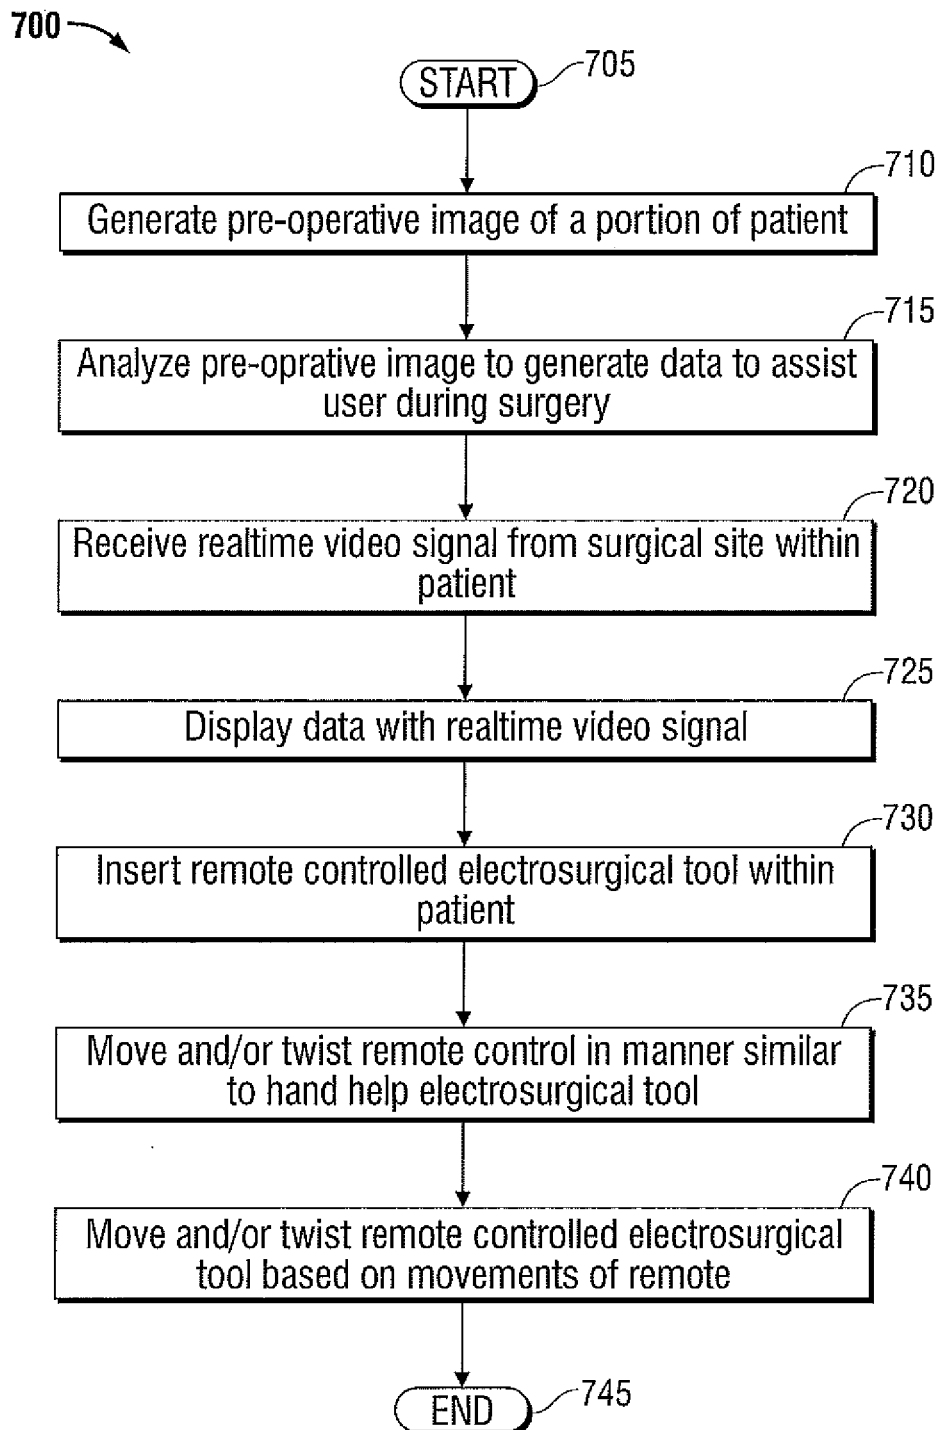 700
START
705
710
Generate pre-operative image of a portion of patient
715
Analyze pre-oprative image to generate data to assist
user during surgery
720
Receive realtime video signal from surgical site within
patient
725
Display data with realtime video signal
730
Insert remote controlled electrosurgical tool within
patient
735
Move and/or twist remote control in manner similar
to hand help electrosurgical tool
740
Move and/or twist remote controlled electrosurgical
tool based on movements of remote
END
745